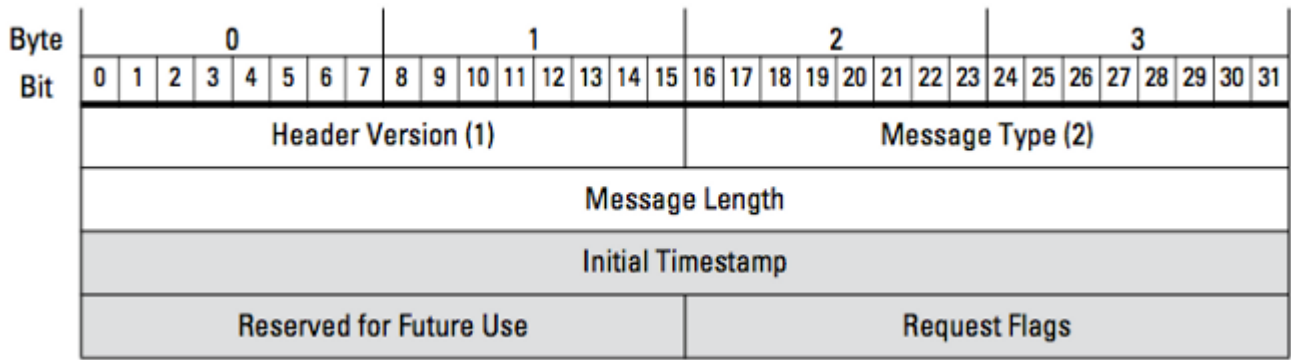 Byte 0 1 2 3
Bit 0 1 2 3 4 5 6 7 8 9 10 11 12 13 14 15 16 17 18 19 20 21 22 23 24 25 26 27 28 29 30 31
Header Version (1) Message Type (2)
Message Length
Initial Timestamp
Reserved for Future Use Request Flags